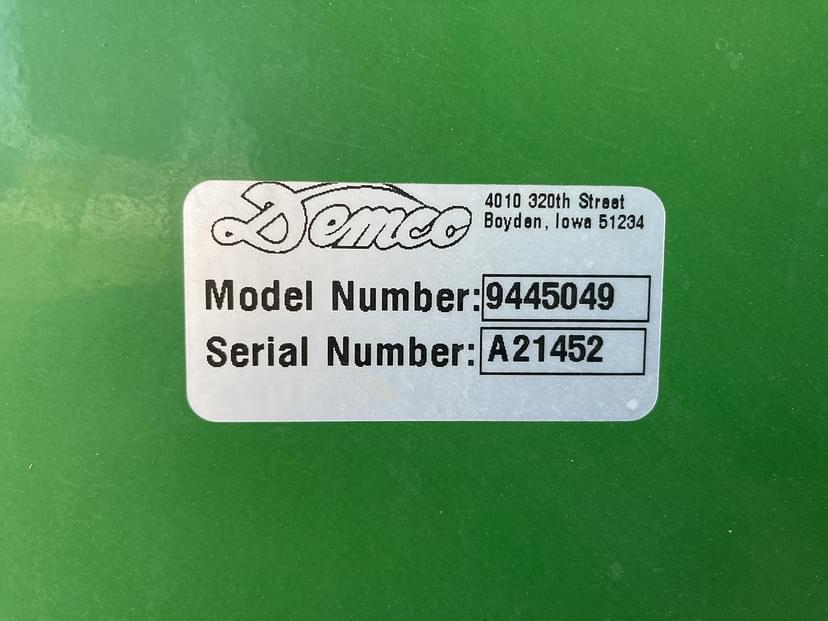 Demco
4010 320th Street
Boyden, Iowa 51234
Model Number: 9445049
Serial Number: A21452